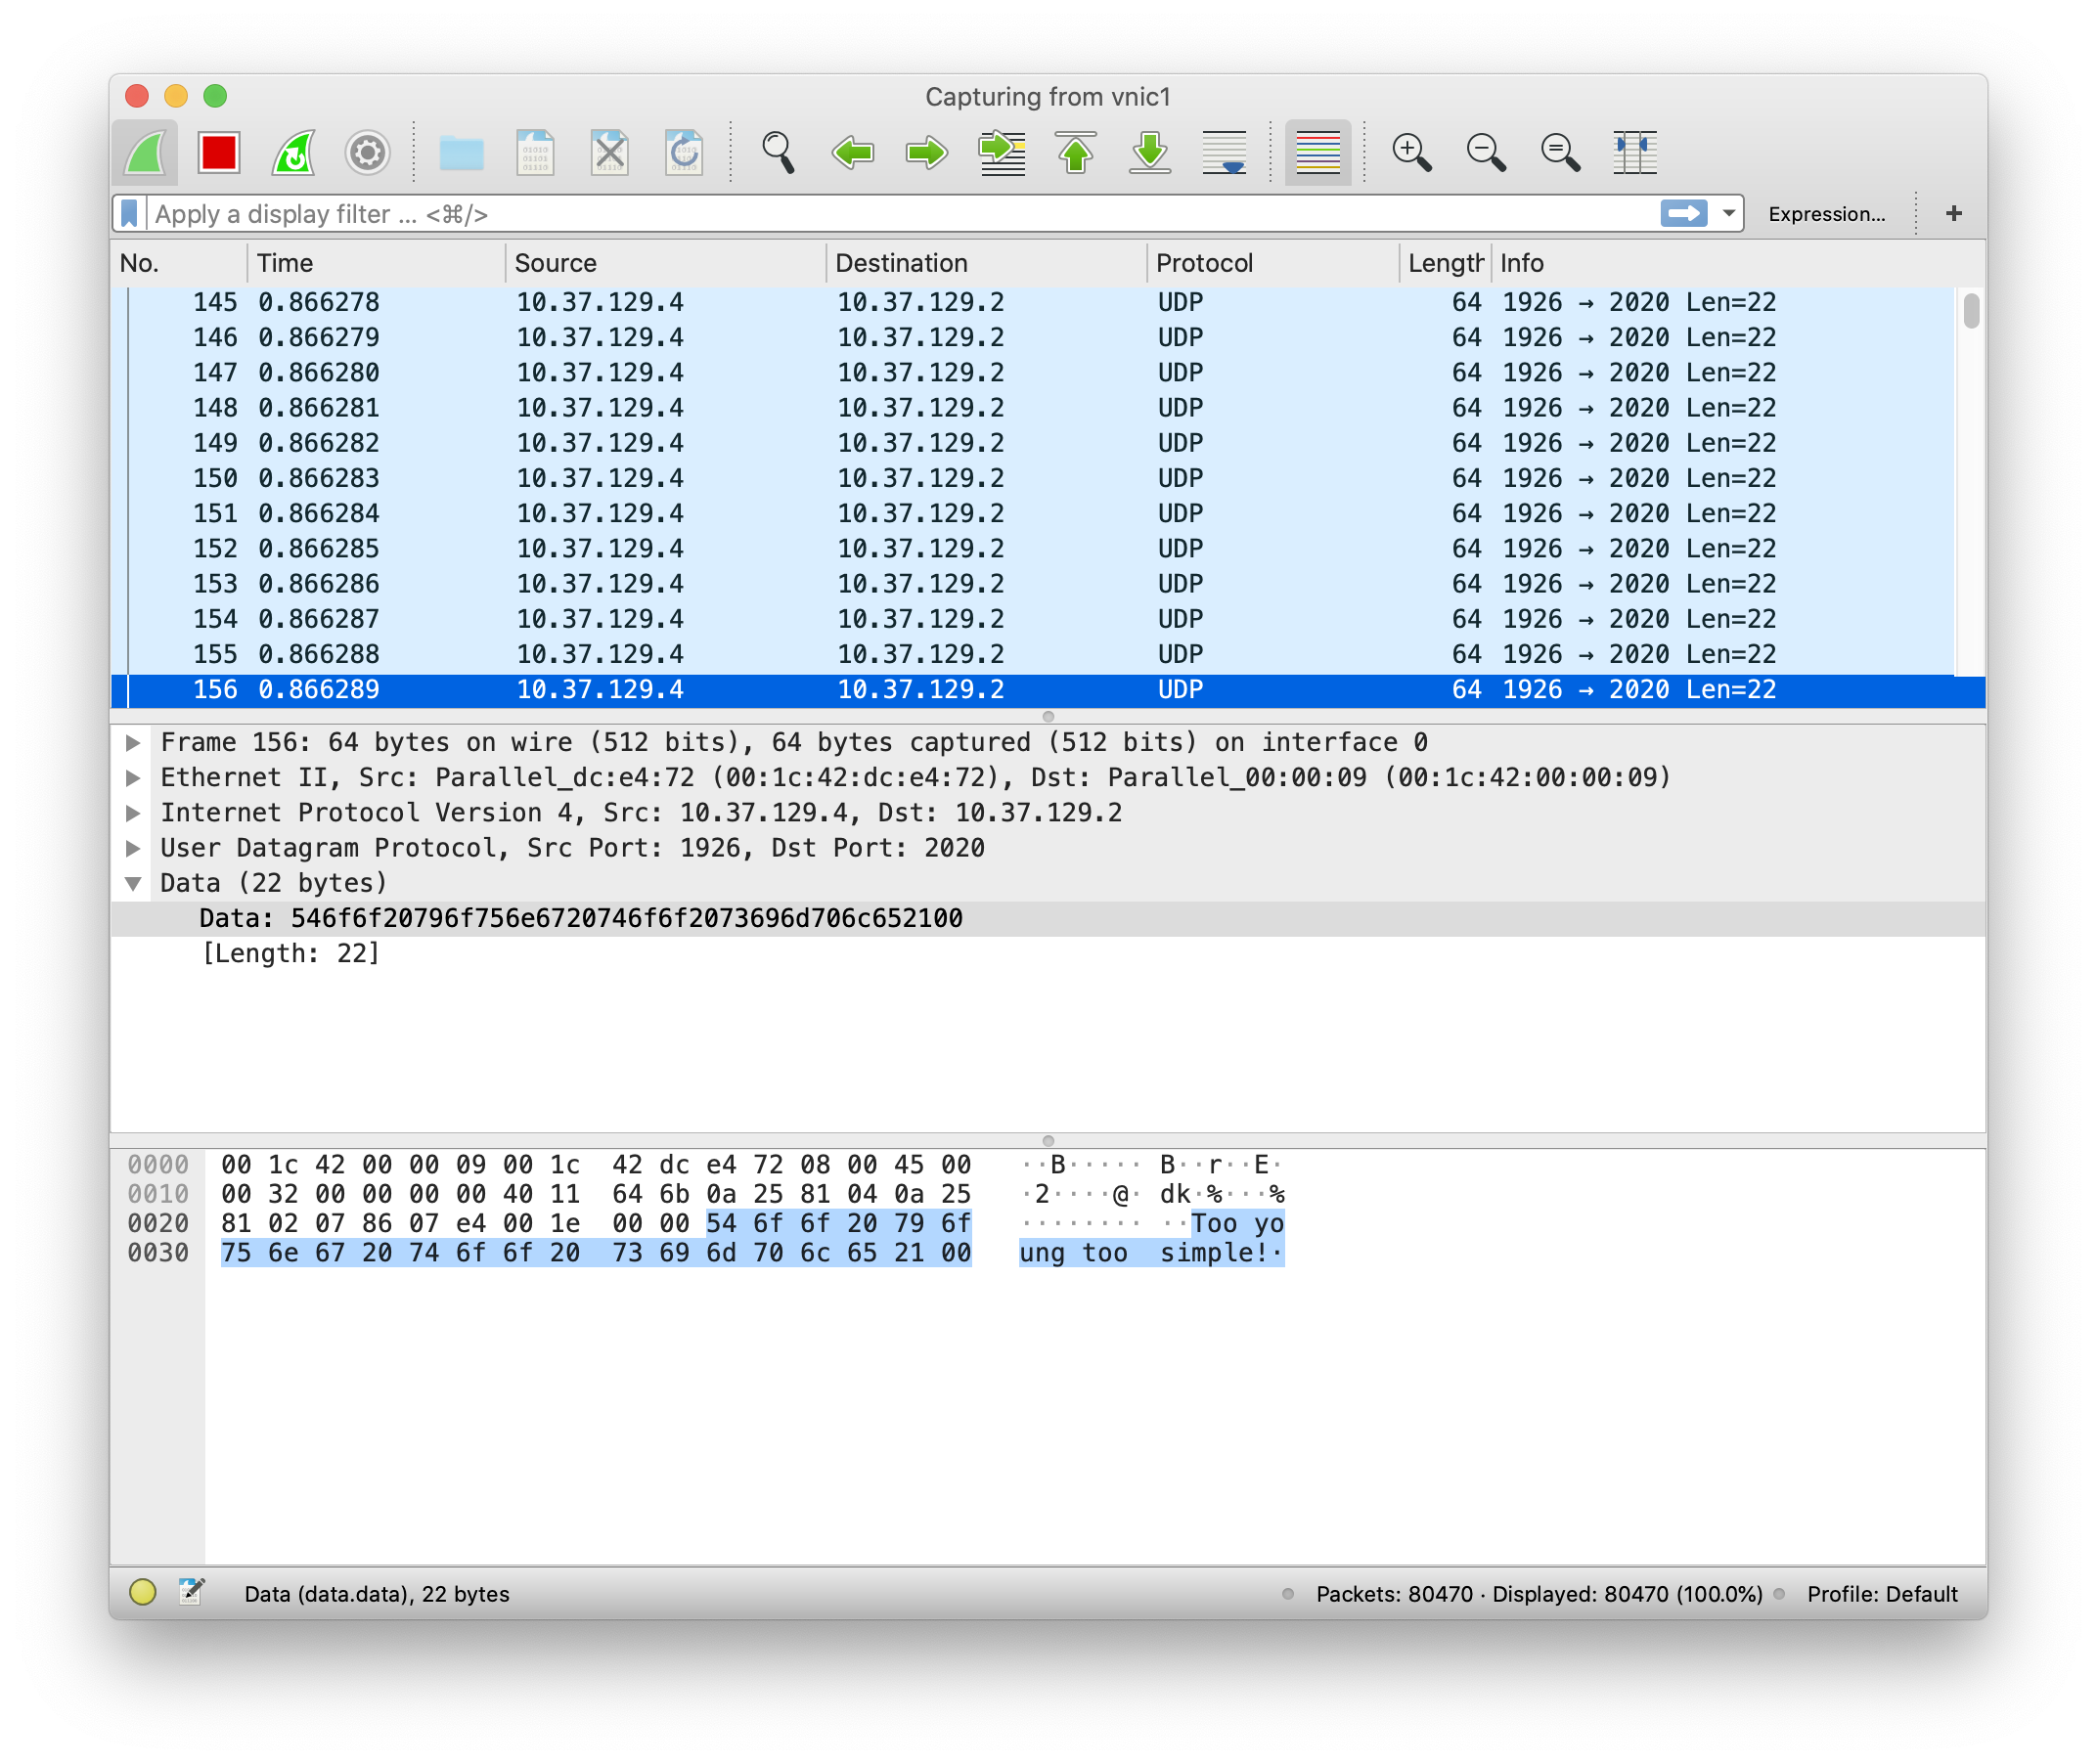 Capturing from vnic1
Apply a display filter ... <⌘/>
Expression...
+
No. Time Source Destination Protocol Length Info
145 0.866278 10.37.129.4 10.37.129.2 UDP 64 1926 → 2020 Len=22
146 0.866279 10.37.129.4 10.37.129.2 UDP 64 1926 → 2020 Len=22
147 0.866280 10.37.129.4 10.37.129.2 UDP 64 1926 → 2020 Len=22
148 0.866281 10.37.129.4 10.37.129.2 UDP 64 1926 → 2020 Len=22
149 0.866282 10.37.129.4 10.37.129.2 UDP 64 1926 → 2020 Len=22
150 0.866283 10.37.129.4 10.37.129.2 UDP 64 1926 → 2020 Len=22
151 0.866284 10.37.129.4 10.37.129.2 UDP 64 1926 → 2020 Len=22
152 0.866285 10.37.129.4 10.37.129.2 UDP 64 1926 → 2020 Len=22
153 0.866286 10.37.129.4 10.37.129.2 UDP 64 1926 → 2020 Len=22
154 0.866287 10.37.129.4 10.37.129.2 UDP 64 1926 → 2020 Len=22
155 0.866288 10.37.129.4 10.37.129.2 UDP 64 1926 → 2020 Len=22
156 0.866289 10.37.129.4 10.37.129.2 UDP 64 1926 → 2020 Len=22
Frame 156: 64 bytes on wire (512 bits), 64 bytes captured (512 bits) on interface 0
Ethernet II, Src: Parallel_dc:e4:72 (00:1c:42:dc:e4:72), Dst: Parallel_00:00:09 (00:1c:42:00:00:09)
Internet Protocol Version 4, Src: 10.37.129.4, Dst: 10.37.129.2
User Datagram Protocol, Src Port: 1926, Dst Port: 2020
Data (22 bytes)
Data: 546f6f20796f756e6720746f6f2073696d706c652100
[Length: 22]
0000 00 1c 42 00 00 09 00 1c 42 dc e4 72 08 00 45 00 ··B····· B··r··E·
0010 00 32 00 00 00 00 40 11 64 6b 0a 25 81 04 0a 25 ·2····@· dk·%···%
0020 81 02 07 86 07 e4 00 1e 00 00 54 6f 6f 20 79 6f ········ ··Too yo
0030 75 6e 67 20 74 6f 6f 20 73 69 6d 70 6c 65 21 00 ung too simple!·
Data (data.data), 22 bytes
Packets: 80470 · Displayed: 80470 (100.0%)
Profile: Default